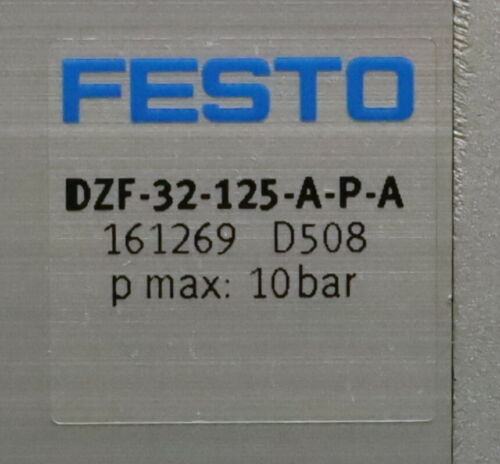 FESTO
DZF-32-125-A-P-A
161269 D508
p max: 10bar